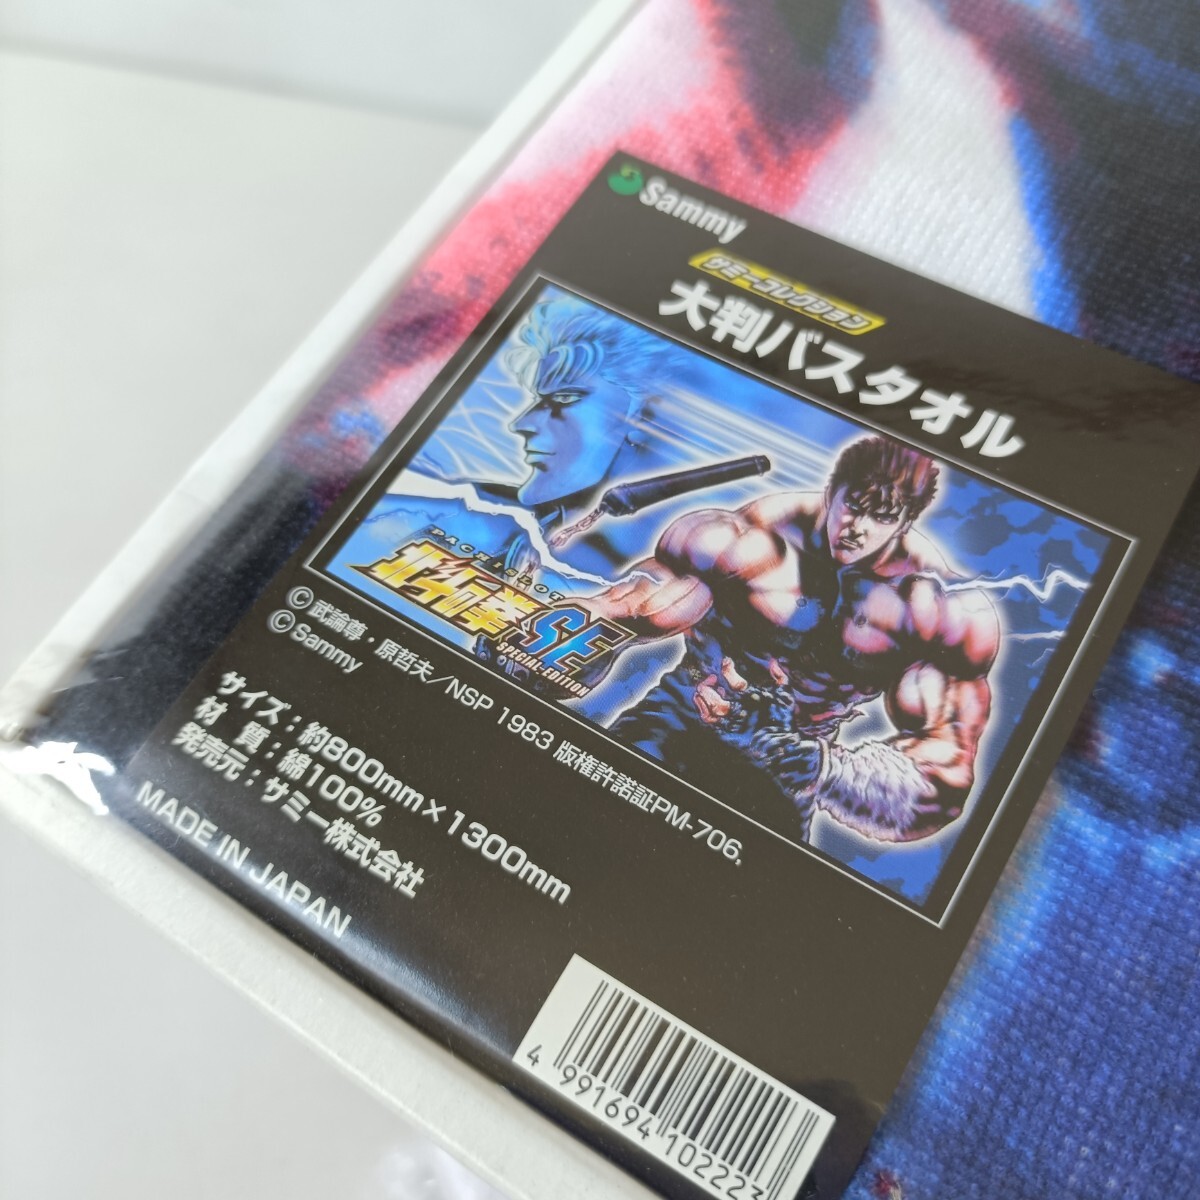 Sammy
サミーコレクション
大判バスタオル
PACHISLOT
北斗の拳SE
SPECIAL-EDITION
©武論尊・原哲夫/NSP 1983 版権許諾証PM-706,
©Sammy
サイズ:約800mm×1300mm
材 質:綿100%
発売元:サミー株式会社
MADE IN JAPAN
4 991694 102223